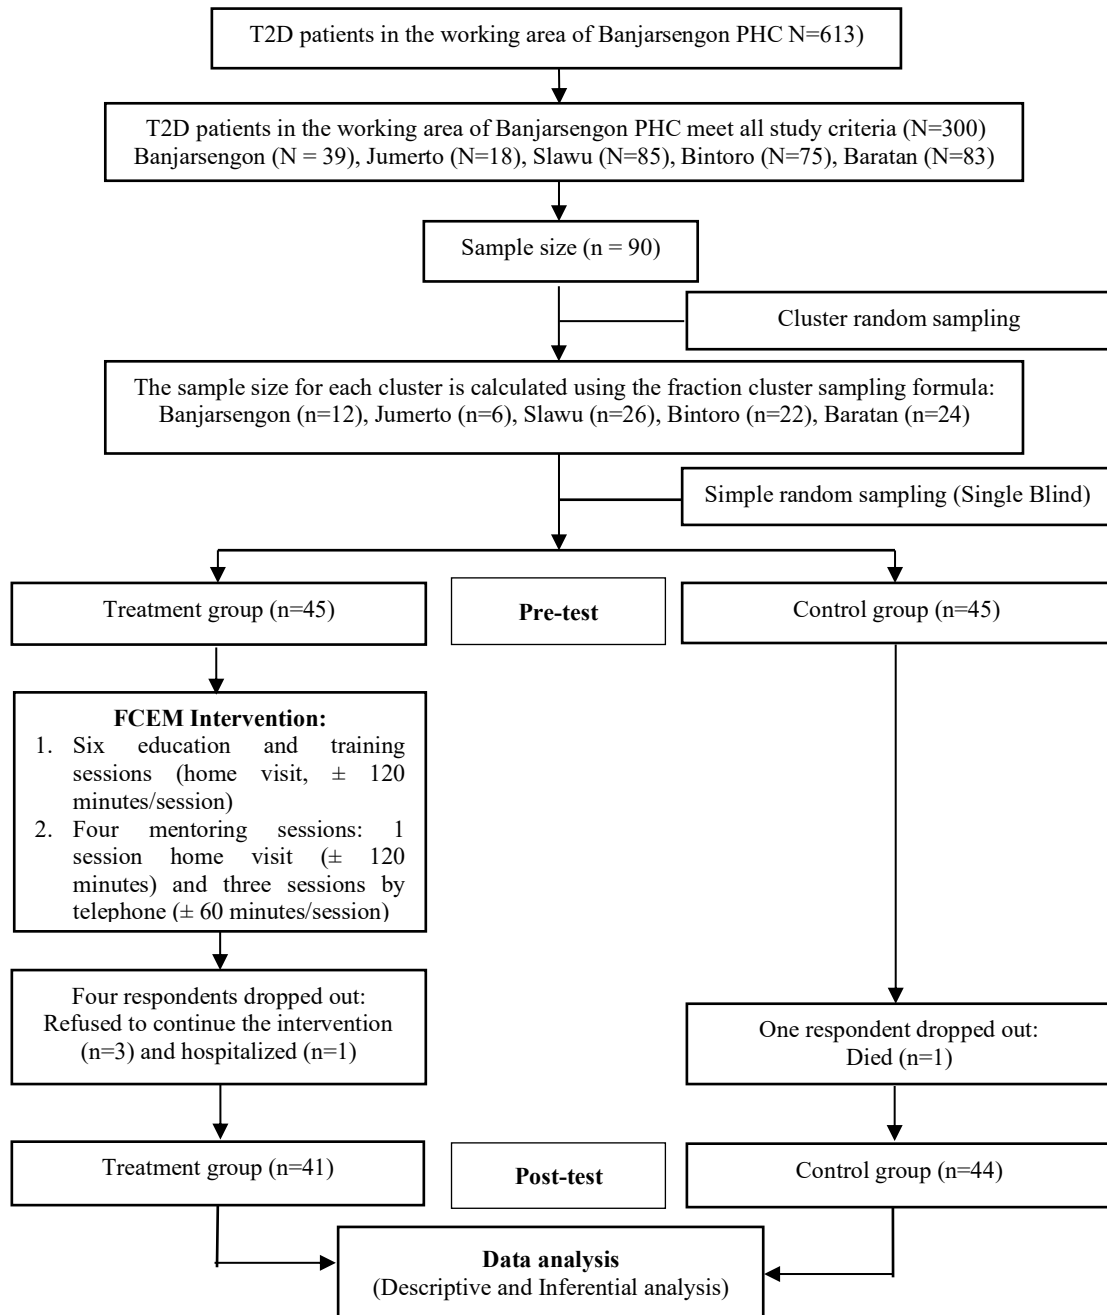 T2D patients in the working area of Banjarsengon PHC N=613)
T2D patients in the working area of Banjarsengon PHC meet all study criteria (N=300)
Banjarsengon (N = 39), Jumerto (N=18), Slawu (N=85), Bintoro (N=75), Baratan (N=83)
Sample size (n = 90)
Cluster random sampling
The sample size for each cluster is calculated using the fraction cluster sampling formula:
Banjarsengon (n=12), Jumerto (n=6), Slawu (n=26), Bintoro (n=22), Baratan (n=24)
Simple random sampling (Single Blind)
Treatment group (n=45)
Pre-test
Control group (n=45)
FCEM Intervention:
1. Six education and training
sessions (home visit, ± 120
minutes/session)
2. Four mentoring sessions: 1
session home visit (± 120
minutes) and three sessions by
telephone (± 60 minutes/session)
Four respondents dropped out:
Refused to continue the intervention
(n=3) and hospitalized (n=1)
One respondent dropped out:
Died (n=1)
Treatment group (n=41)
Post-test
Control group (n=44)
Data analysis
(Descriptive and Inferential analysis)